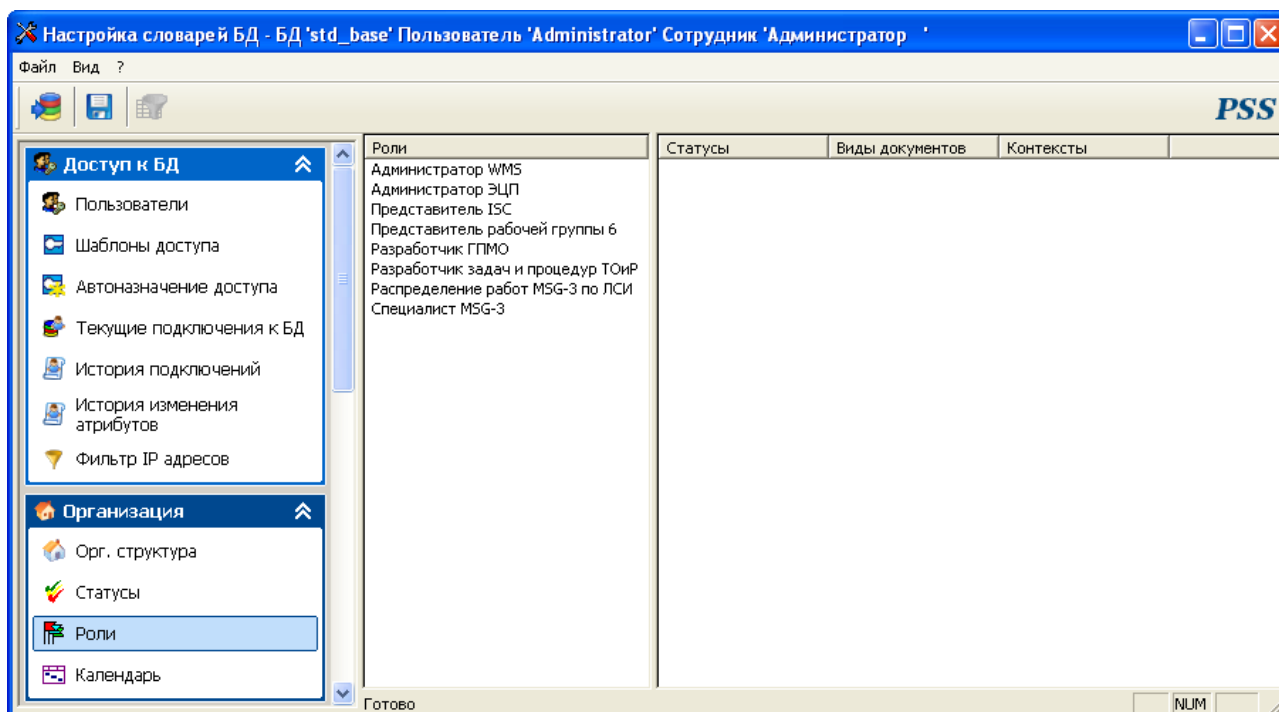 Настройка словарей БД - БД 'std_base' Пользователь 'Administrator' Сотрудник 'Администратор '
Файл Вид ?
PSS
Доступ к БД
Пользователи
Шаблоны доступа
Автоназначение доступа
Текущие подключения к БД
История подключений
История изменения
атрибутов
Фильтр IP адресов
Организация
Орг. структура
Статусы
Роли
Календарь
Роли
Администратор WMS
Администратор ЭЦП
Представитель ISC
Представитель рабочей группы 6
Разработчик ГПМО
Разработчик задач и процедур ТОиР
Распределение работ MSG-3 по ЛСИ
Специалист MSG-3
Статусы Виды документов Контексты
Готово
NUM